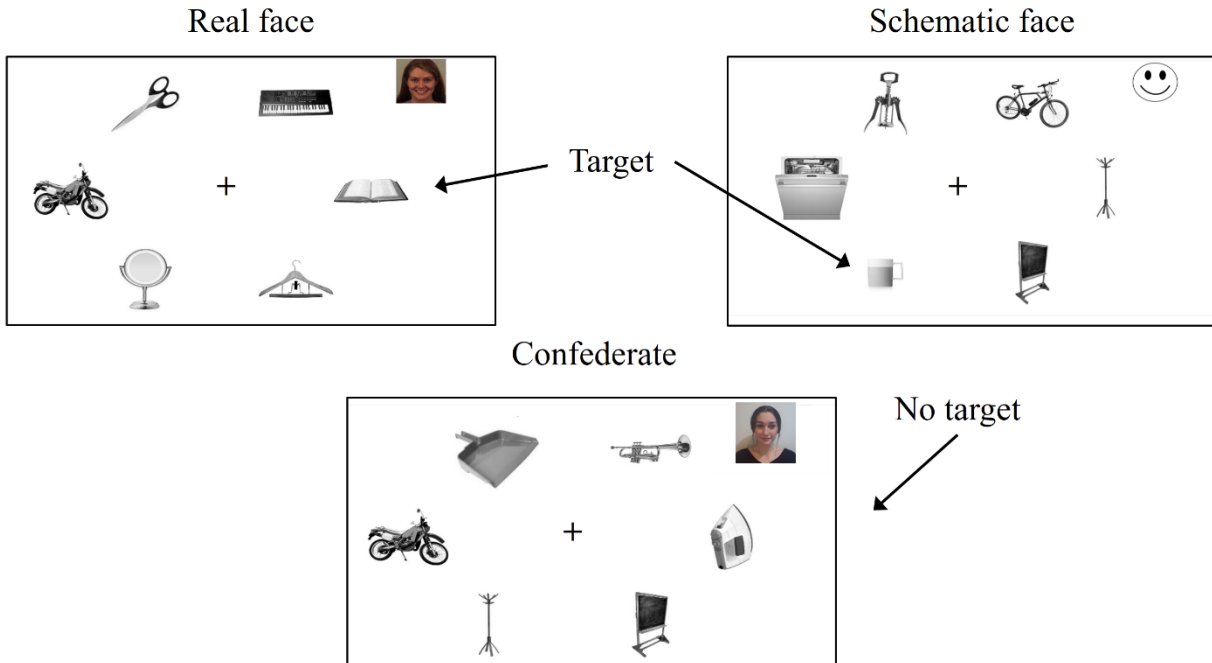 Real face
Schematic face
Target
Confederate
No target